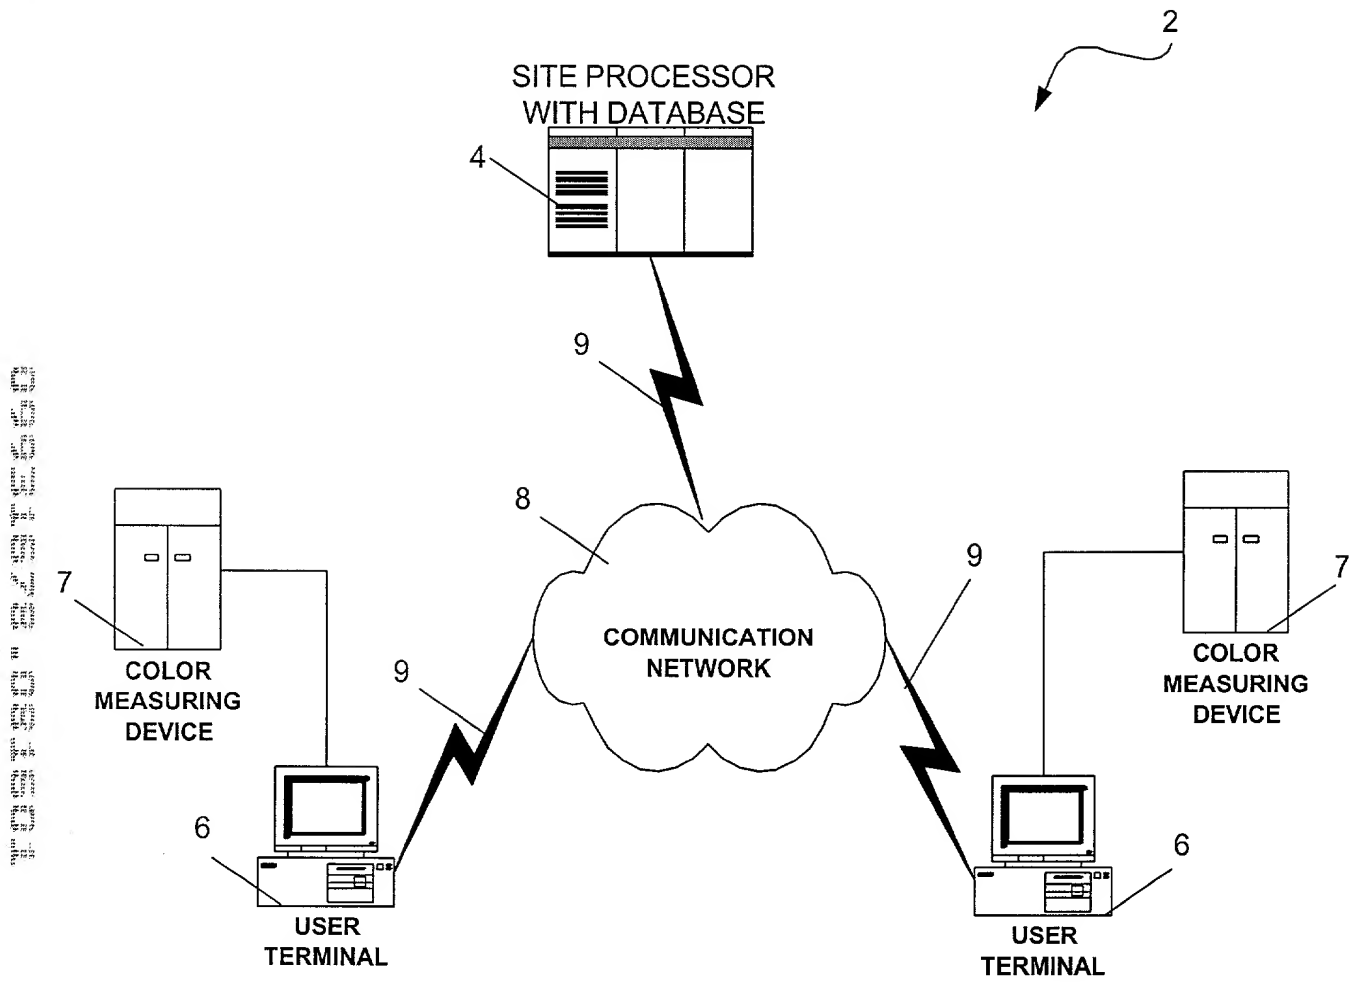 2
SITE PROCESSOR
WITH DATABASE
4
9
8
9
7
7
COMMUNICATION
NETWORK
COLOR
MEASURING
DEVICE
COLOR
MEASURING
DEVICE
9
6
6
USER
TERMINAL
USER
TERMINAL